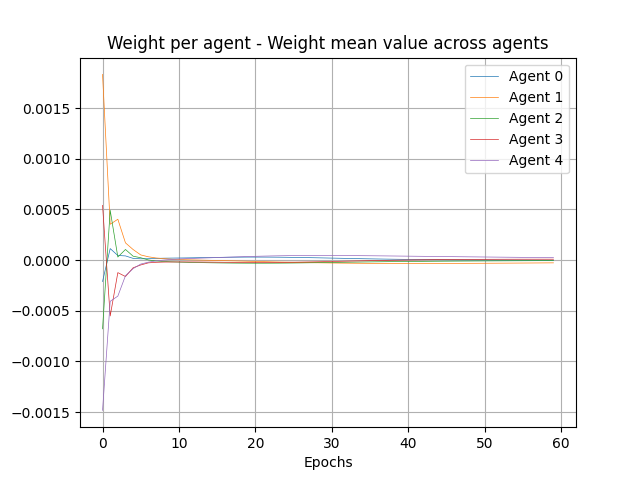 Weight per agent - Weight mean value across agents
Agent 0
Agent 1
Agent 2
Agent 3
Agent 4
0.0015
0.0010
0.0005
0.0000
−0.0005
−0.0010
−0.0015
0 10 20 30 40 50 60
Epochs